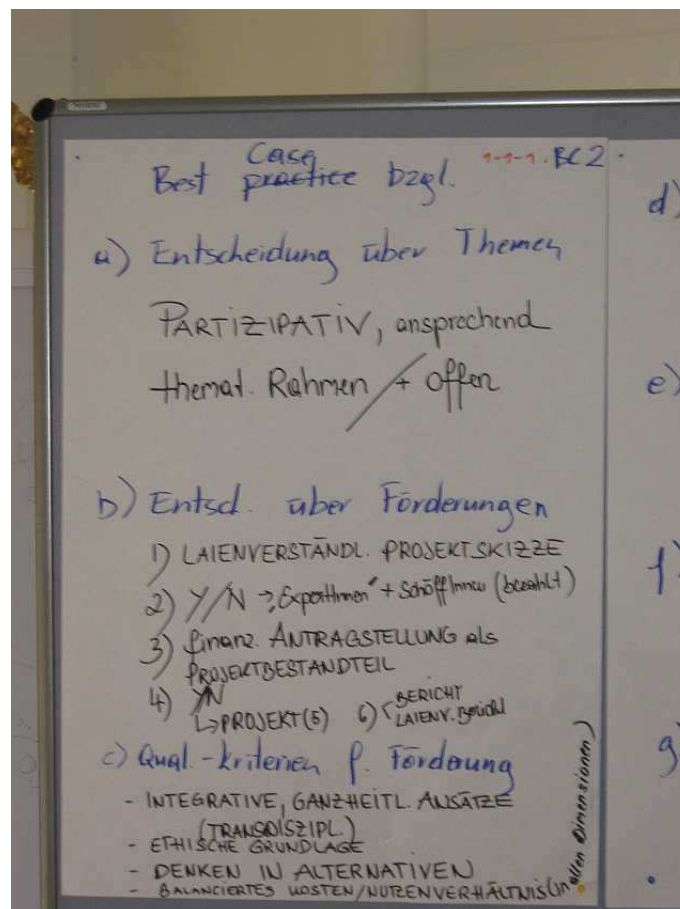 Case 1-1-1. BC2
Best practice bzgl.
a) Entscheidung über Themen
PARTIZIPATIV, ansprechend
themat. Rahmen / + offen
b) Entsch. über Förderungen
1) LAIENVERSTÄNDL. PROJEKTSKIZZE
2) Y/N → "ExpertInnen" + SchöffInnen (bezahlt)
3) finanz. ANTRAGSTELLUNG als
PROJEKTBESTANDTEIL
4) Y/N
↳ PROJEKT (5) 6) BERICHT
LAIENV. Bericht
c) Qual.-kriterien f. Förderung
- INTEGRATIVE, GANZHEITL. ANSÄTZE
(TRANSDISZIPL.)
- ETHISCHE GRUNDLAGE
- DENKEN IN ALTERNATIVEN
- BALANCIERTES KOSTEN/NUTZENVERHÄLTNIS (in
allen Dimensionen)
d)
e)
f)
g)